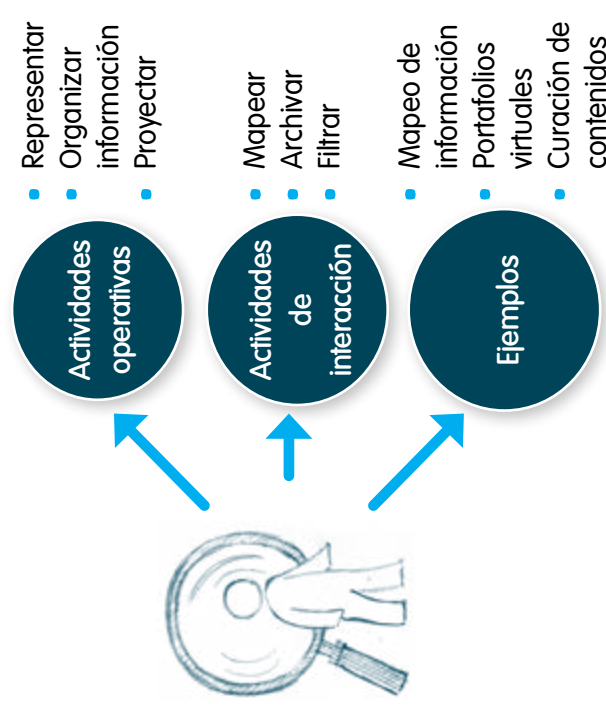 Actividades
operativas
Representar
Organizar
información
Proyectar
Actividades
de
interacción
Mapear
Archivar
Filtrar
Ejemplos
Mapeo de
información
Portafolios
virtuales
Curación de
contenidos